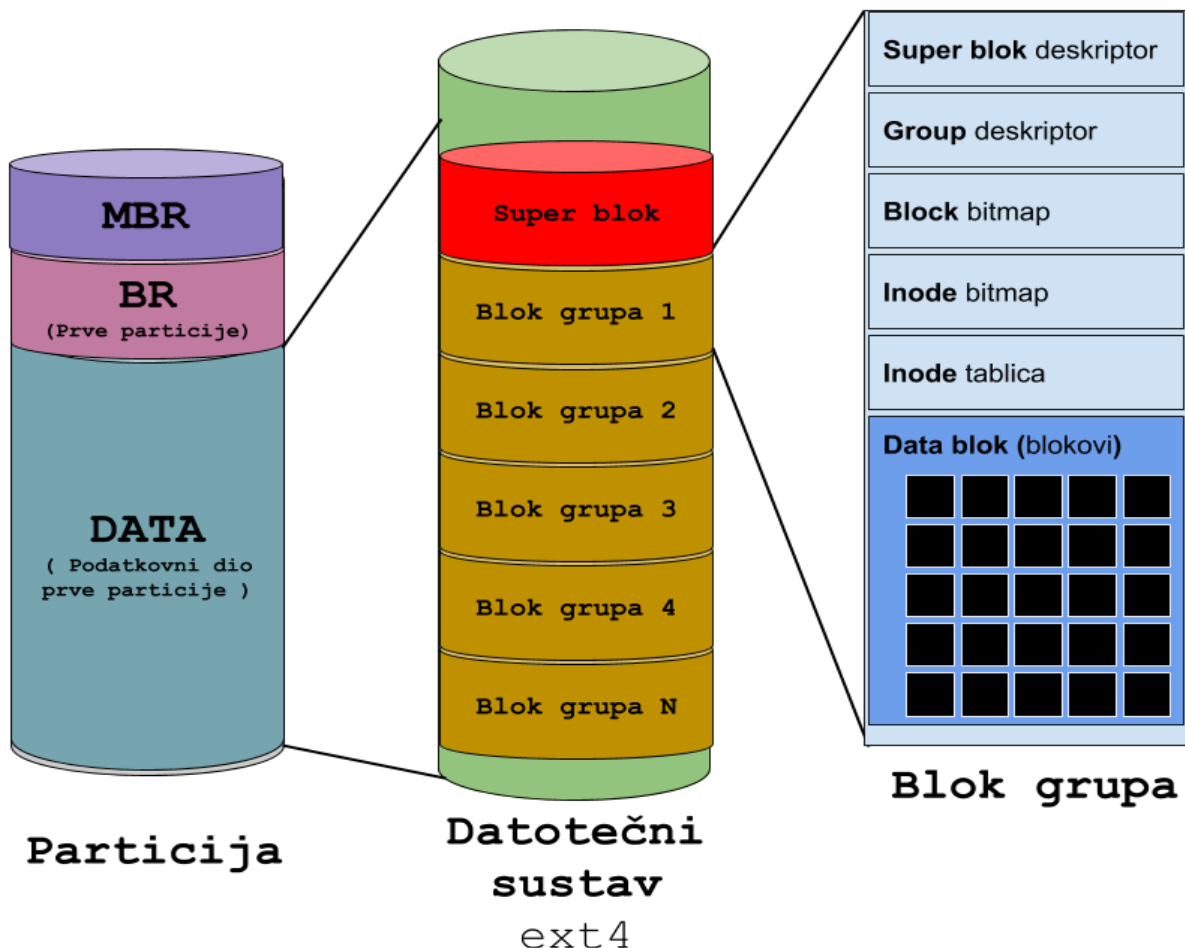 MBR
BR
(Prve particije)
DATA
( Podatkovni dio
prve particije )
Particija
Super blok
Blok grupa 1
Blok grupa 2
Blok grupa 3
Blok grupa 4
Blok grupa N
Datotečni
sustav
ext4
Super blok deskriptor
Group deskriptor
Block bitmap
Inode bitmap
Inode tablica
Data blok (blokovi)
Blok grupa